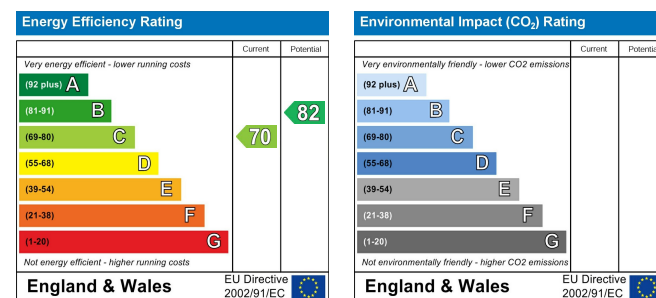 Energy Efficiency Rating
Current Potential
Very energy efficient - lower running costs
(92 plus) A
(81-91) B
82
(69-80) C
70
(55-68) D
(39-54) E
(21-38) F
(1-20) G
Not energy efficient - higher running costs
England & Wales
EU Directive
2002/91/EC
Environmental Impact (CO₂) Rating
Current Potentia
Very environmentally friendly - lower CO2 emissions
(92 plus) A
(81-91) B
(69-80) C
(55-68) D
(39-54) E
(21-38) F
(1-20) G
Not environmentally friendly - higher CO2 emissions
England & Wales
EU Directive
2002/91/EC